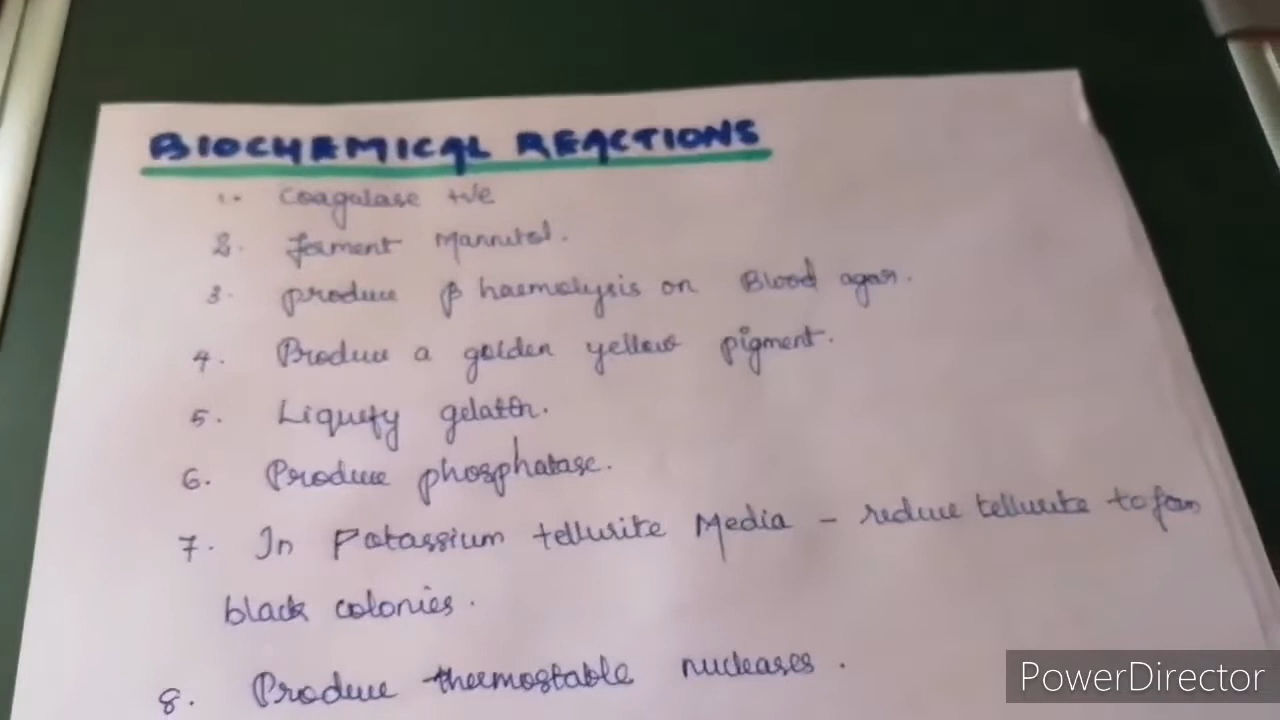 BIOCHEMICAL REACTIONS
1. Coagulase +ve
2. ferment Mannitol.
3. produce β haemolysis on Blood agar.
4. Produce a golden yellow pigment.
5. Liquefy gelatin.
6. Produce phosphatase.
7. In Potassium tellurite Media - reduce tellurite to form
black colonies.
8. Produce thermostable nucleases.
PowerDirector